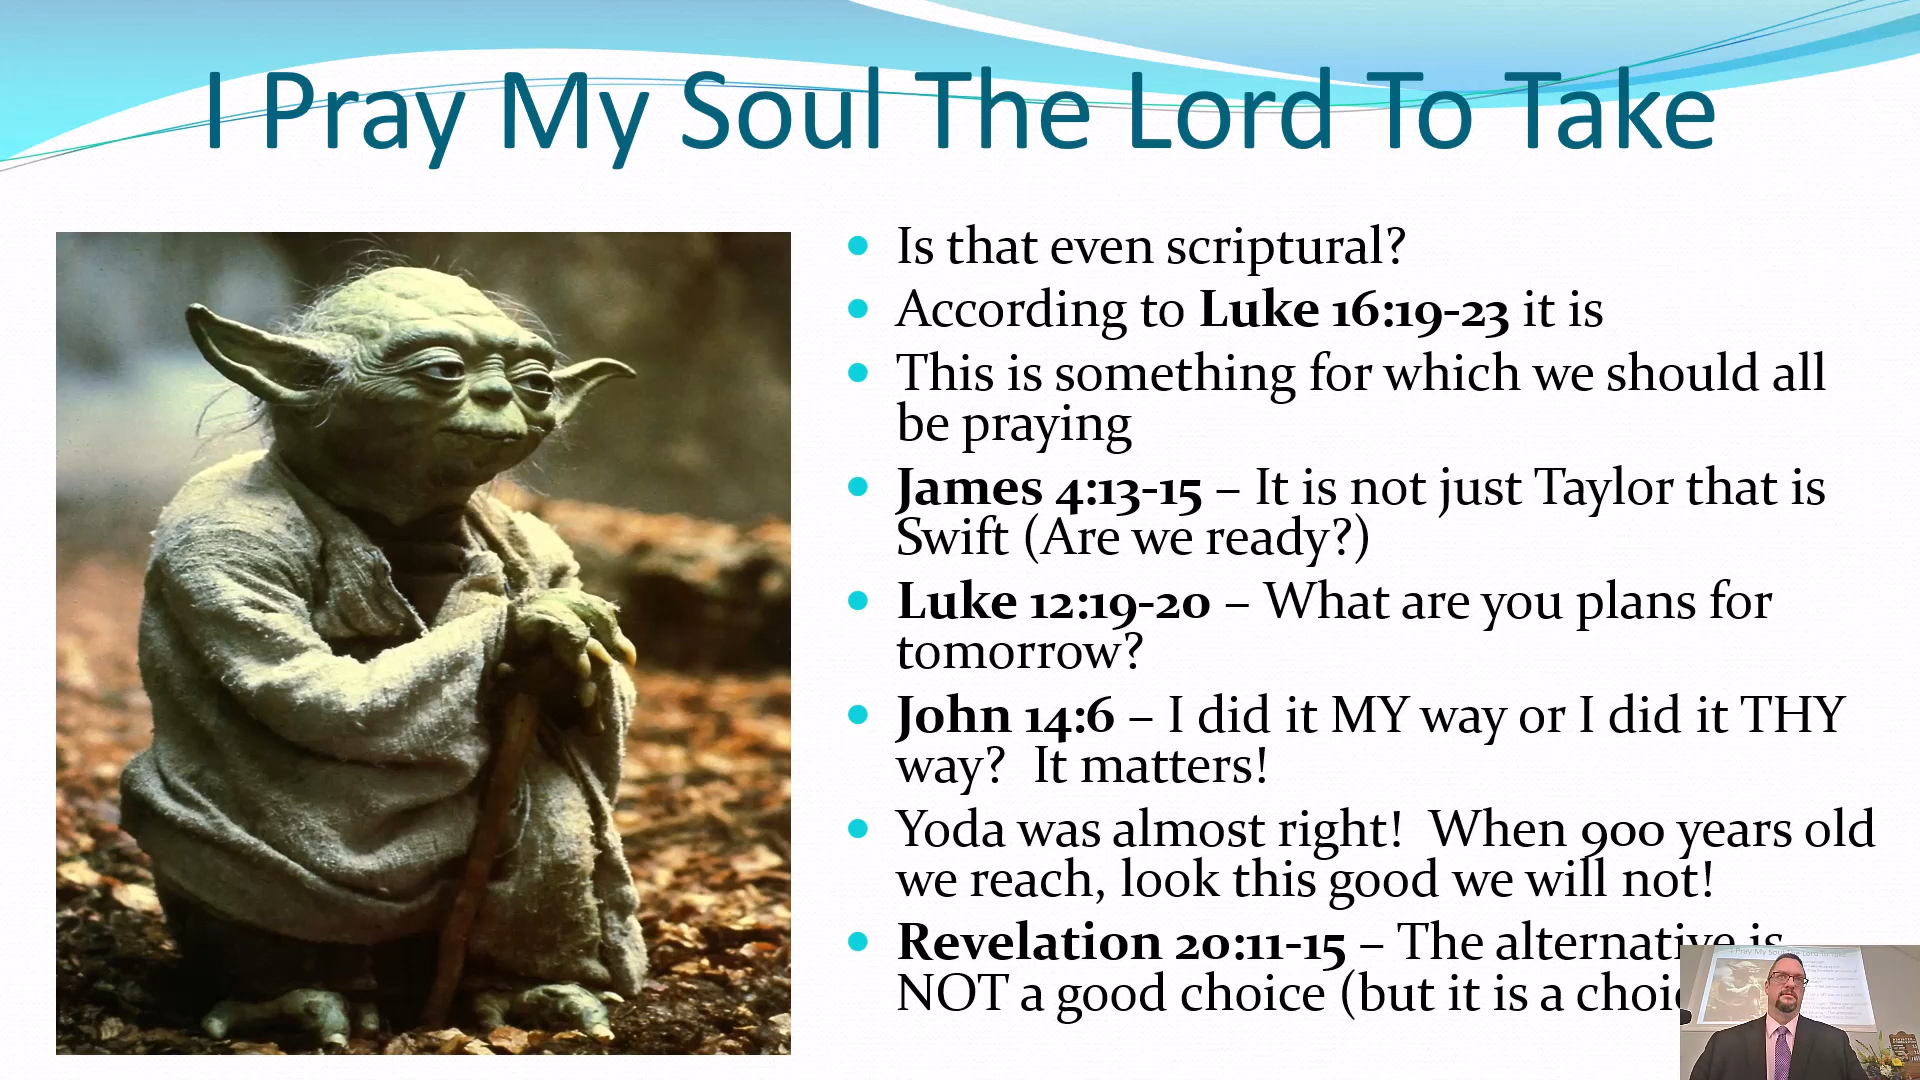 I Pray My Soul The Lord To Take
Is that even scriptural?
According to Luke 16:19-23 it is
This is something for which we should all
be praying
James 4:13-15 – It is not just Taylor that is
Swift (Are we ready?)
Luke 12:19-20 – What are you plans for
tomorrow?
John 14:6 – I did it MY way or I did it THY
way?  It matters!
Yoda was almost right!  When 900 years old
we reach, look this good we will not!
Revelation 20:11-15 – The alternative is
NOT a good choice (but it is a